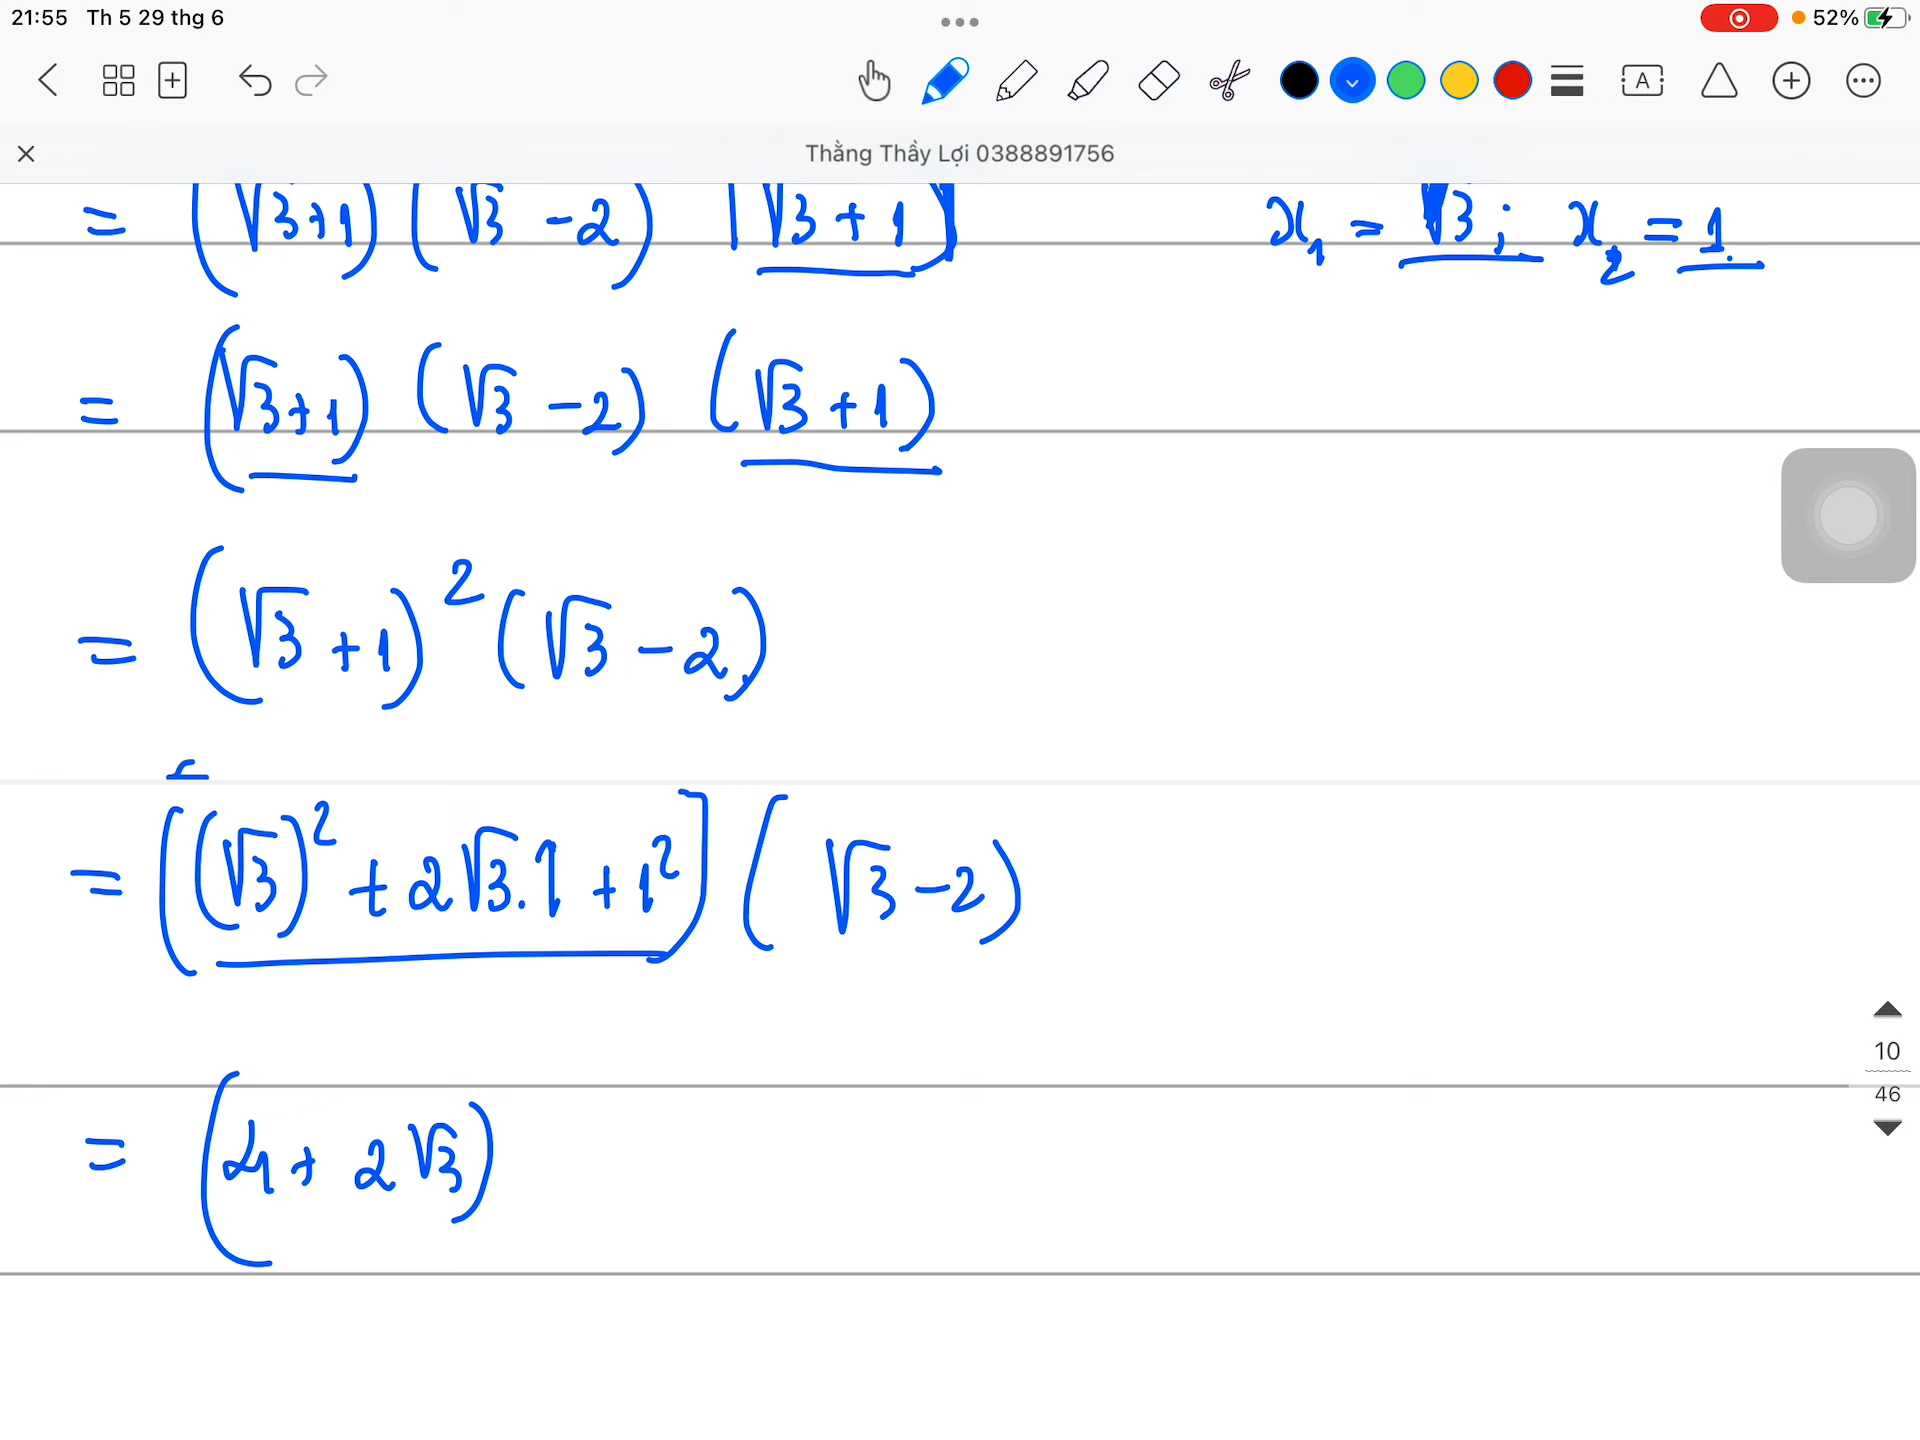 21:55 Th 5 29 thg 6 52%
A
Thằng Thầy Lợi 0388891756
= (√3+1) (√3 -2) |√3 + 1| x₁ = √3; x₂ = 1
= (√3+1) (√3 -2) (√3 + 1)
= (√3 +1)² (√3 -2)
= [(√3)² + 2√3.1 + 1²] (√3 -2)
10
= (4 + 2√3)
46